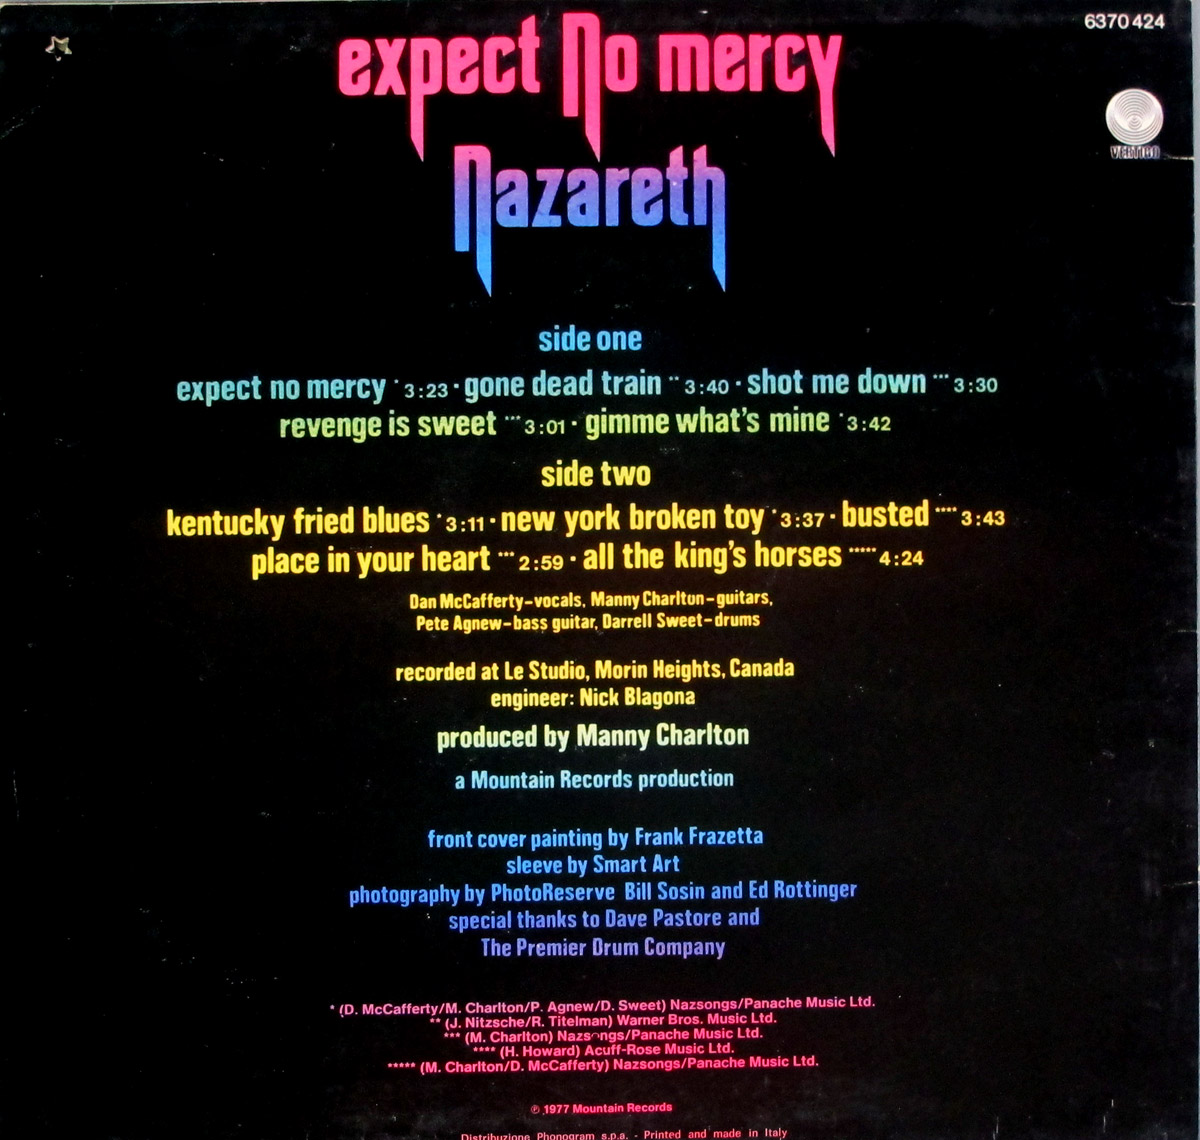 6370 424
expect No mercy
VERTIGO
Nazareth
side one
expect no mercy * 3:23 · gone dead train ** 3:40 · shot me down *** 3:30
revenge is sweet *** 3:01 · gimme what's mine * 3:42
side two
kentucky fried blues * 3:11 · new york broken toy * 3:37 · busted **** 3:43
place in your heart *** 2:59 · all the king's horses ***** 4:24
Dan McCafferty-vocals, Manny Charlton-guitars,
Pete Agnew-bass guitar, Darrell Sweet-drums
recorded at Le Studio, Morin Heights, Canada
engineer: Nick Blagona
produced by Manny Charlton
a Mountain Records production
front cover painting by Frank Frazetta
sleeve by Smart Art
photography by PhotoReserve Bill Sosin and Ed Rottinger
special thanks to Dave Pastore and
The Premier Drum Company
* (D. McCafferty/M. Charlton/P. Agnew/D. Sweet) Nazsongs/Panache Music Ltd.
** (J. Nitzsche/R. Titelman) Warner Bros. Music Ltd.
*** (M. Charlton) Nazsongs/Panache Music Ltd.
**** (H. Howard) Acuff-Rose Music Ltd.
***** (M. Charlton/D. McCafferty) Nazsongs/Panache Music Ltd.
℗ 1977 Mountain Records
Distribuzione Phonogram s.p.a. - Printed and made in Italy